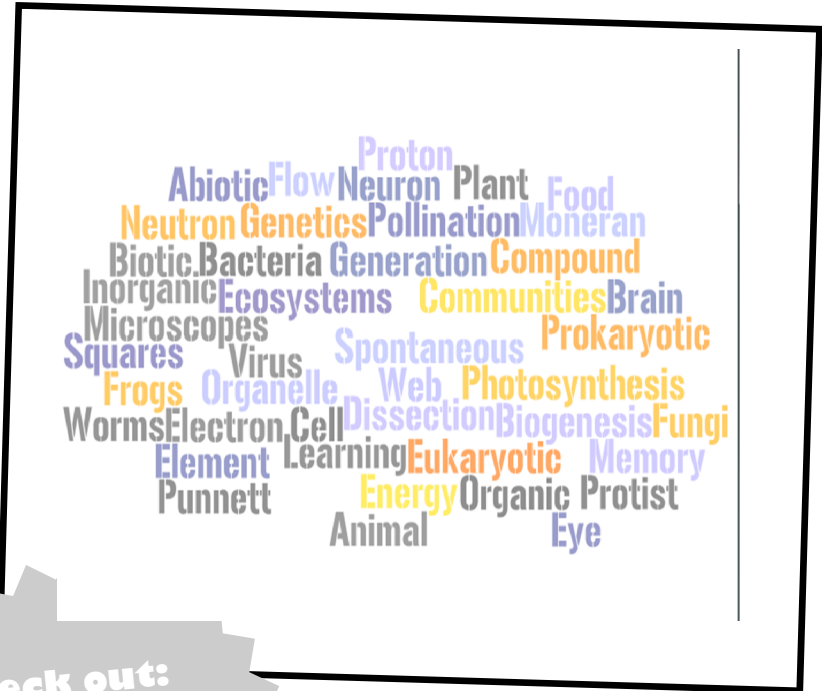 Proton
Abiotic Flow Neuron Plant Food
Neutron Genetics Pollination Moneran
Biotic. Bacteria Generation Compound
Inorganic Ecosystems Communities Brain
Microscopes Prokaryotic
Squares Virus Spontaneous
Frogs Organelle Web Photosynthesis
Worms Electron Cell Dissection Biogenesis Fungi
Element Learning Eukaryotic Memory
Punnett Energy Organic Protist
Animal Eye
out: